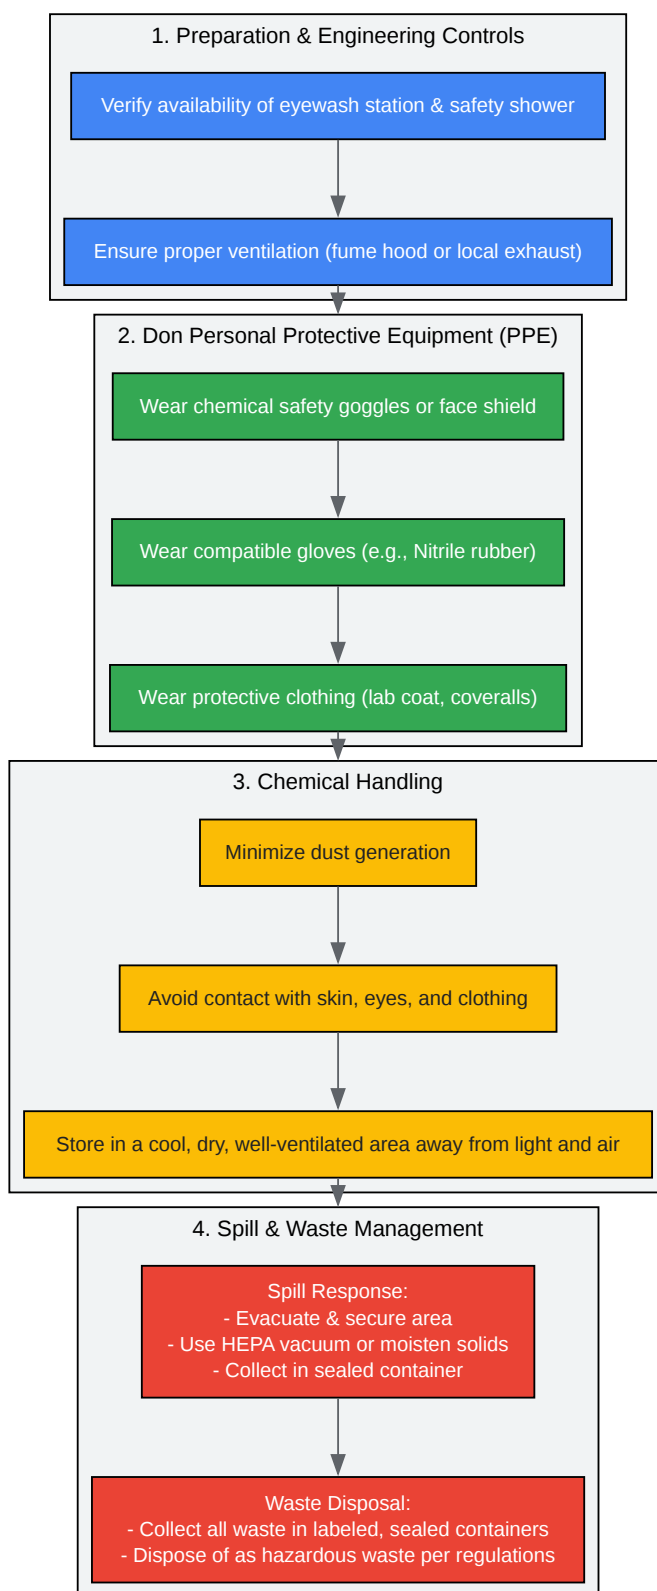 1. Preparation & Engineering Controls
Verify availability of eyewash station & safety shower
Ensure proper ventilation (fume hood or local exhaust)
2. Don Personal Protective Equipment (PPE)
Wear chemical safety goggles or face shield
Wear compatible gloves (e.g., Nitrile rubber)
Wear protective clothing (lab coat, coveralls)
3. Chemical Handling
Minimize dust generation
Avoid contact with skin, eyes, and clothing
Store in a cool, dry, well-ventilated area away from light and air
4. Spill & Waste Management
Spill Response:
- Evacuate & secure area
- Use HEPA vacuum or moisten solids
- Collect in sealed container
Waste Disposal:
- Collect all waste in labeled, sealed containers
- Dispose of as hazardous waste per regulations